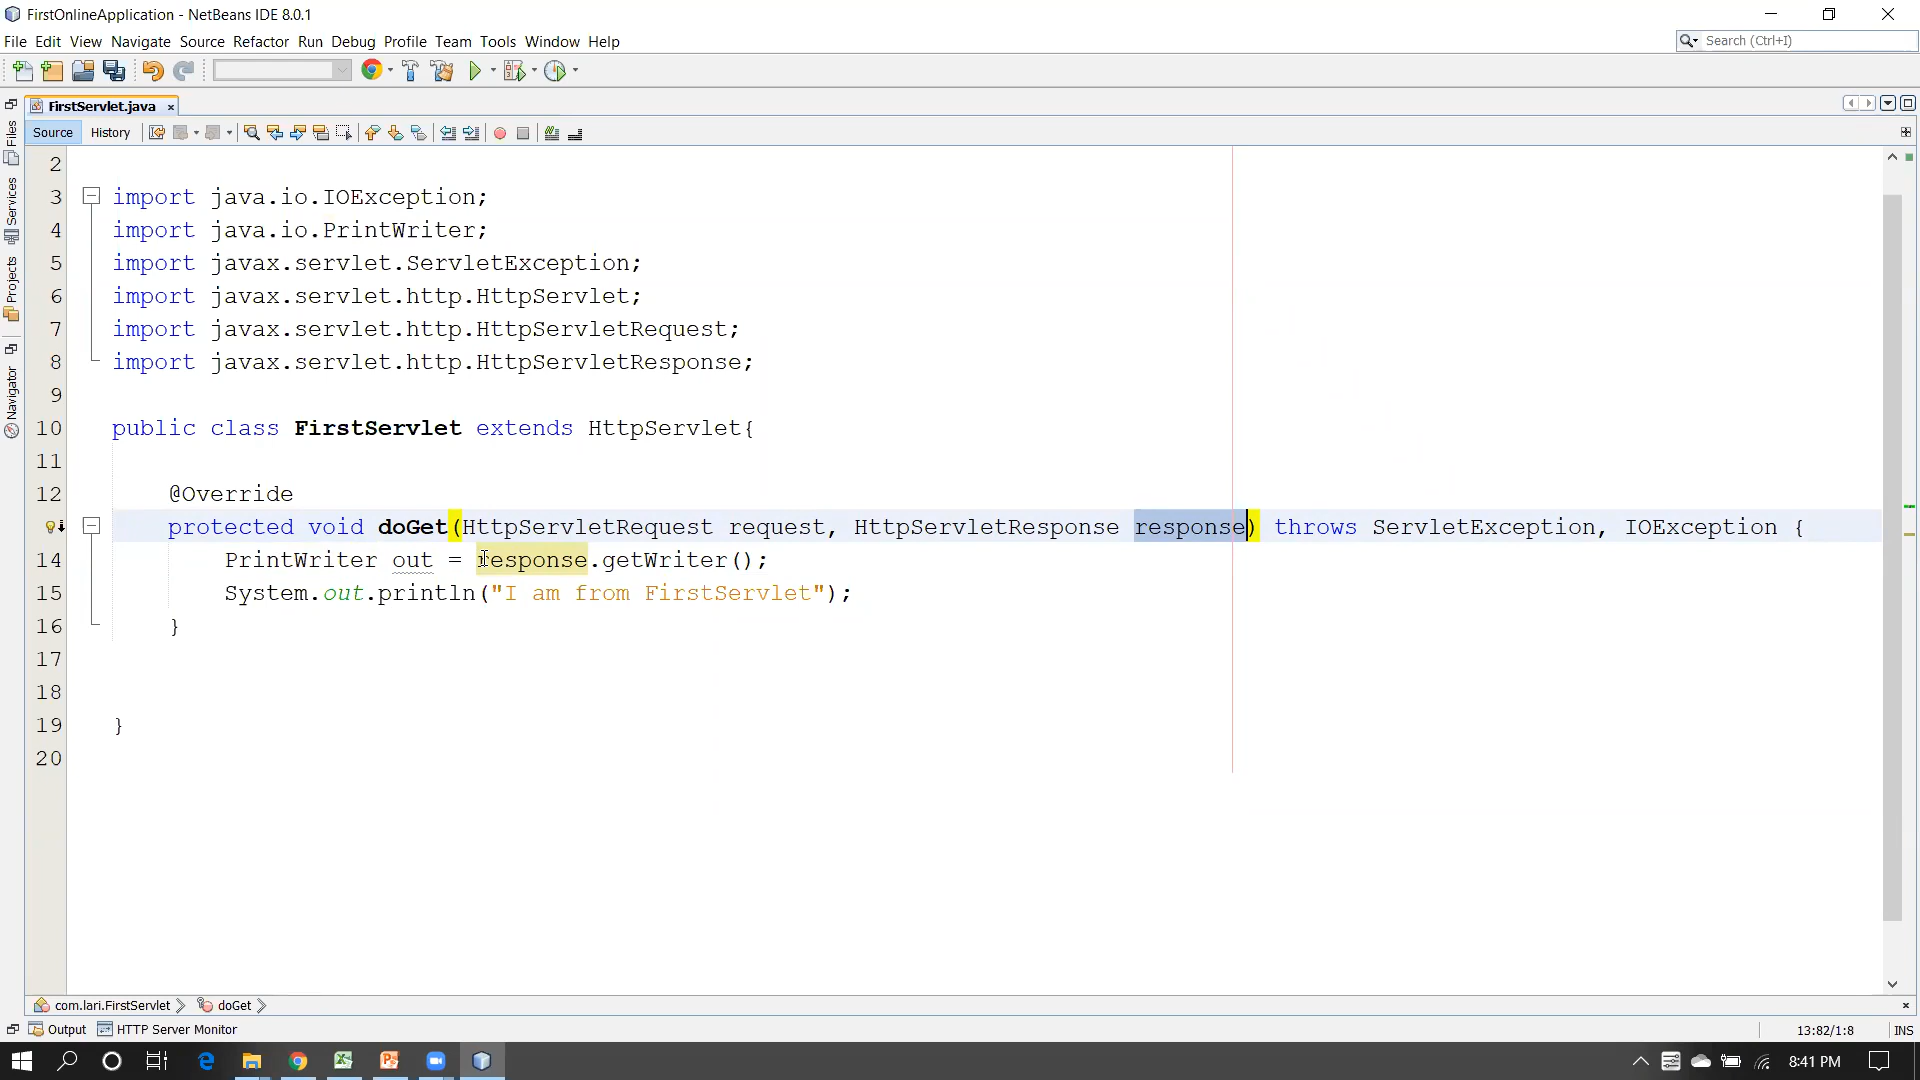 FirstOnlineApplication - NetBeans IDE 8.0.1
File Edit View Navigate Source Refactor Run Debug Profile Team Tools Window Help
Search (Ctrl+I)
FirstServlet.java
Source History
Files
Services
Projects
Navigator
2
3 import java.io.IOException;
4 import java.io.PrintWriter;
5 import javax.servlet.ServletException;
6 import javax.servlet.http.HttpServlet;
7 import javax.servlet.http.HttpServletRequest;
8 import javax.servlet.http.HttpServletResponse;
9
10 public class FirstServlet extends HttpServlet{
11
12 @Override
protected void doGet(HttpServletRequest request, HttpServletResponse response) throws ServletException, IOException {
14 PrintWriter out = response.getWriter();
15 System.out.println("I am from FirstServlet");
16 }
17
18
19 }
20
com.lari.FirstServlet doGet
Output HTTP Server Monitor
13:82/1:8 INS
8:41 PM